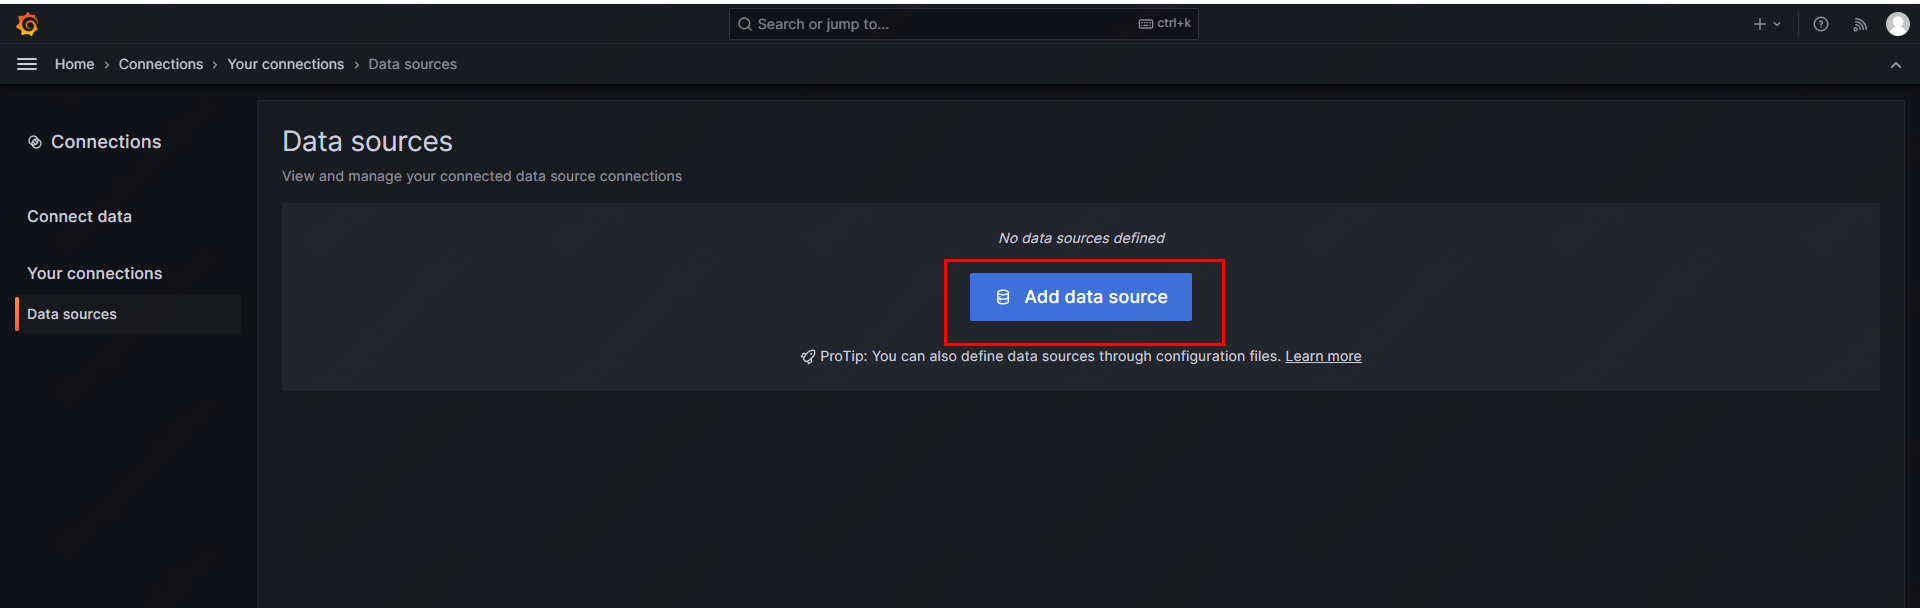 Search or jump to...
ctrl+k
Home › Connections › Your connections › Data sources
Connections
Connect data
Your connections
Data sources
Data sources
View and manage your connected data source connections
No data sources defined
Add data source
ProTip: You can also define data sources through configuration files. Learn more